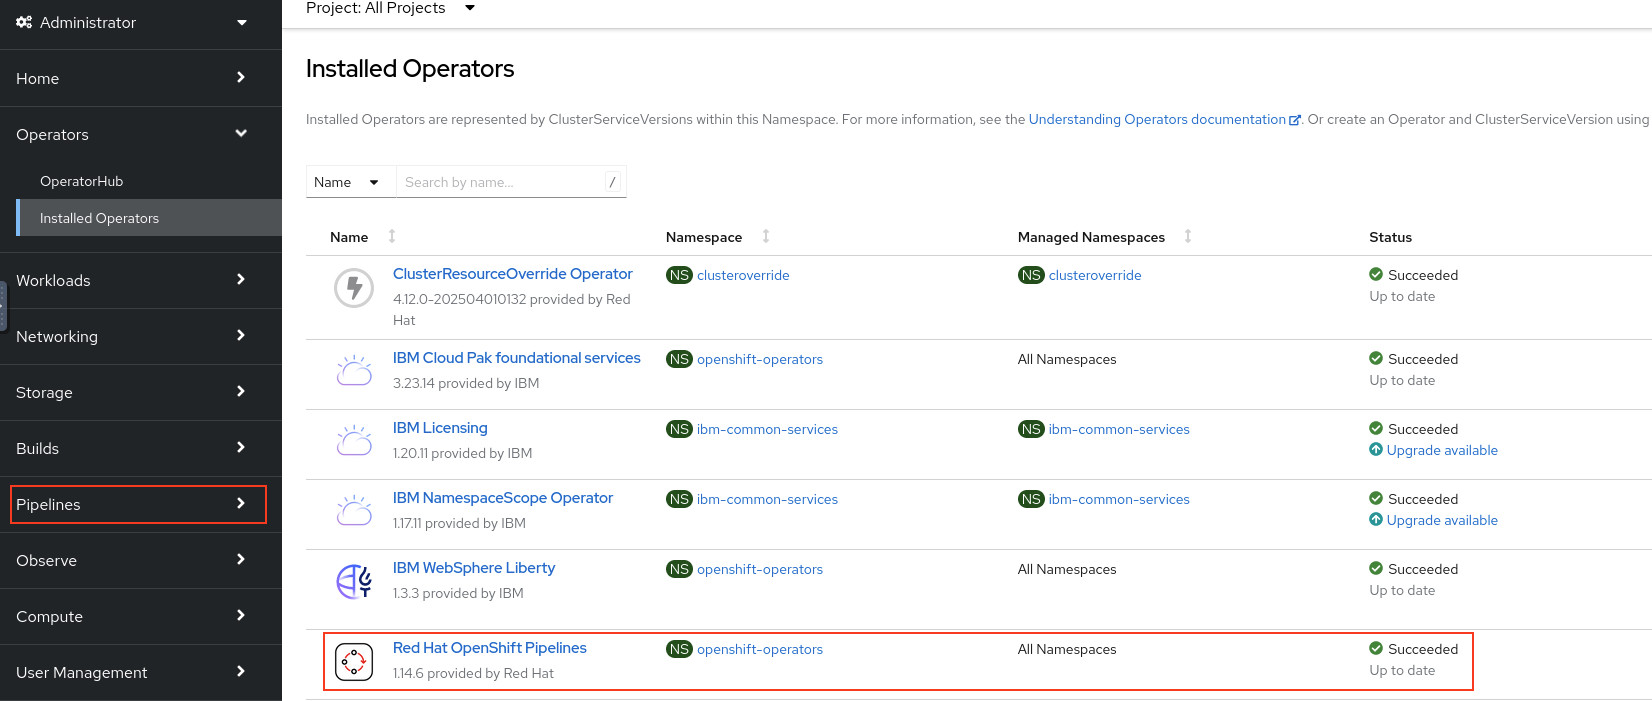 Administrator
Home
Operators
OperatorHub
Installed Operators
Workloads
Networking
Storage
Builds
Pipelines
Observe
Compute
User Management
Project: All Projects
Installed Operators
Installed Operators are represented by ClusterServiceVersions within this Namespace. For more information, see the Understanding Operators documentation. Or create an Operator and ClusterServiceVersion using
Name Search by name... /
Name Namespace Managed Namespaces Status
ClusterResourceOverride Operator NS clusteroverride NS clusteroverride Succeeded
4.12.0-202504010132 provided by Red Up to date
Hat
IBM Cloud Pak foundational services NS openshift-operators All Namespaces Succeeded
3.23.14 provided by IBM Up to date
IBM Licensing NS ibm-common-services NS ibm-common-services Succeeded
1.20.11 provided by IBM Upgrade available
IBM NamespaceScope Operator NS ibm-common-services NS ibm-common-services Succeeded
1.17.11 provided by IBM Upgrade available
IBM WebSphere Liberty NS openshift-operators All Namespaces Succeeded
1.3.3 provided by IBM Up to date
Red Hat OpenShift Pipelines NS openshift-operators All Namespaces Succeeded
1.14.6 provided by Red Hat Up to date